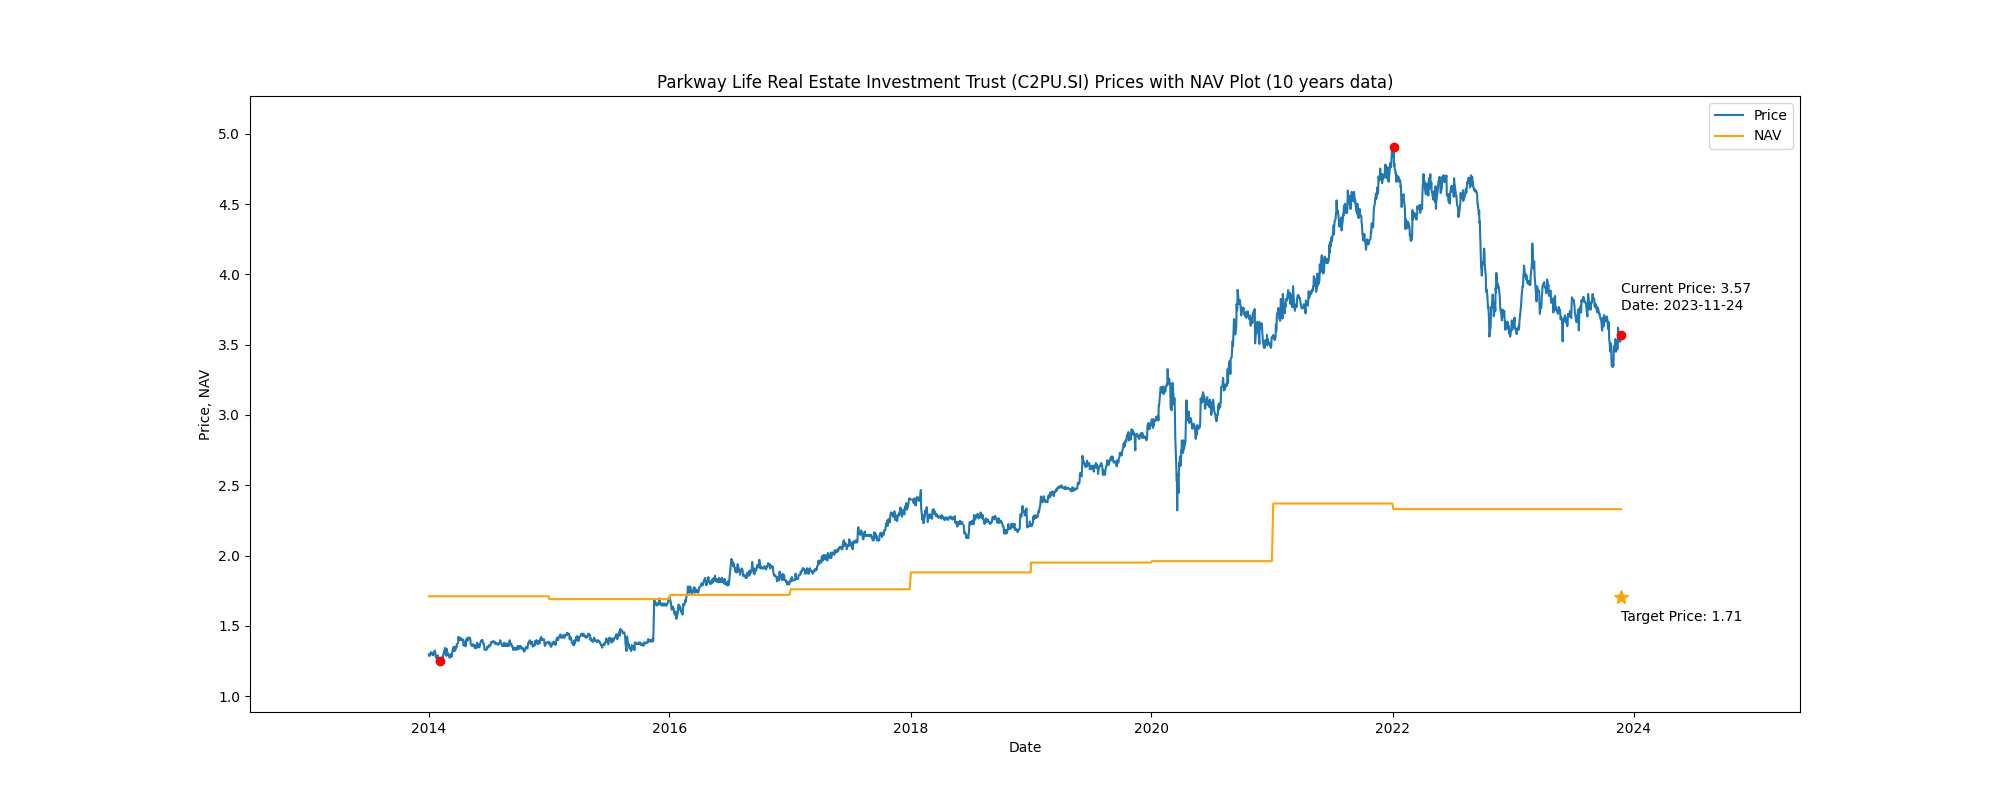 Parkway Life Real Estate Investment Trust (C2PU.SI) Prices with NAV Plot (10 years data)
Price
NAV
5.0
4.5
4.0
3.5
3.0
2.5
2.0
1.5
1.0
Price, NAV
Current Price: 3.57
Date: 2023-11-24
Target Price: 1.71
2014
2016
2018
2020
2022
2024
Date